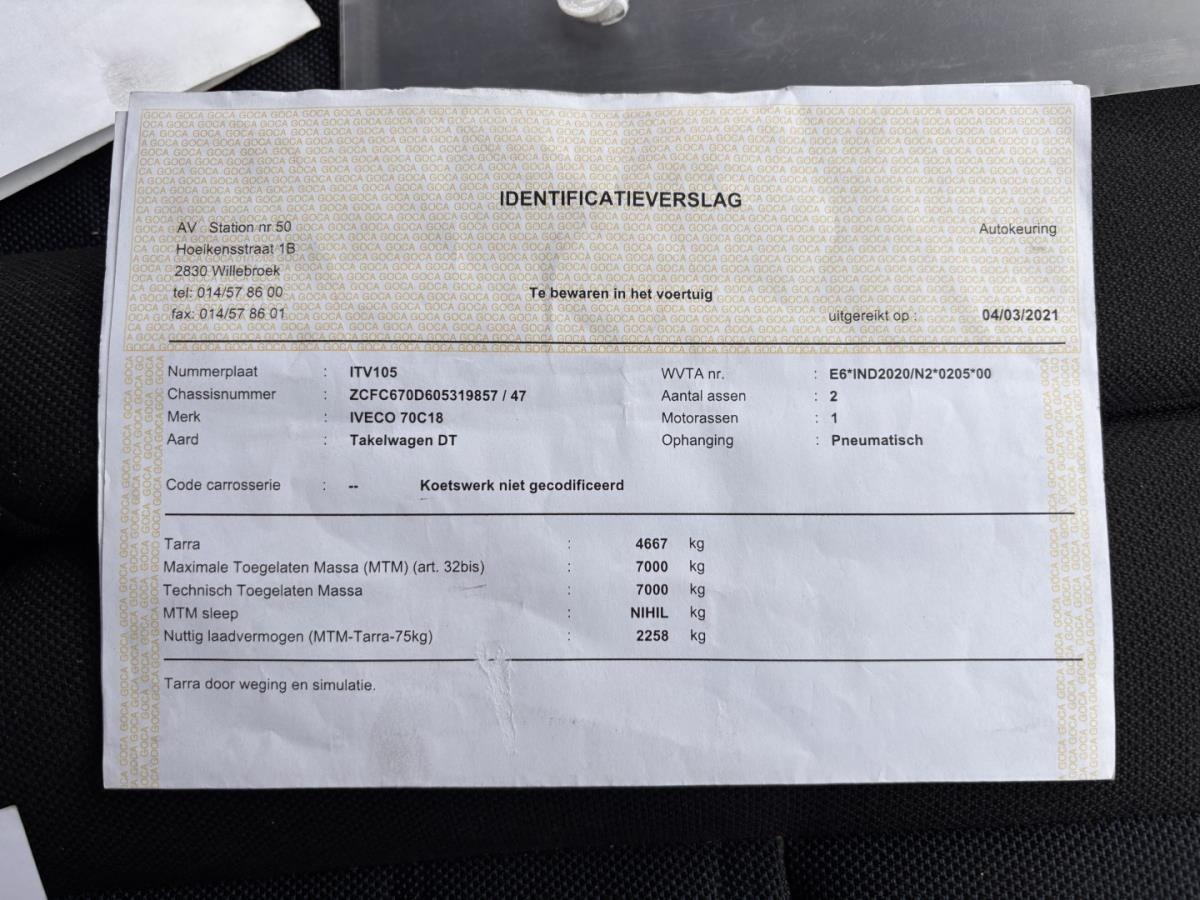 IDENTIFICATIEVERSLAG
AV Station nr 50
Autokeuring
Hoeikensstraat 1B
2830 Willebroek
tel: 014/57 86 00
Te bewaren in het voertuig
fax: 014/57 86 01
uitgereikt op : 04/03/2021
Nummerplaat : ITV105 WVTA nr. : E6*IND2020/N2*0205*00
Chassisnummer : ZCFC670D605319857 / 47 Aantal assen : 2
Merk : IVECO 70C18 Motorassen : 1
Aard : Takelwagen DT Ophanging : Pneumatisch
Code carrosserie : -- Koetswerk niet gecodificeerd
Tarra : 4667 kg
Maximale Toegelaten Massa (MTM) (art. 32bis) : 7000 kg
Technisch Toegelaten Massa : 7000 kg
MTM sleep : NIHIL kg
Nuttig laadvermogen (MTM-Tarra-75kg) : 2258 kg
Tarra door weging en simulatie.